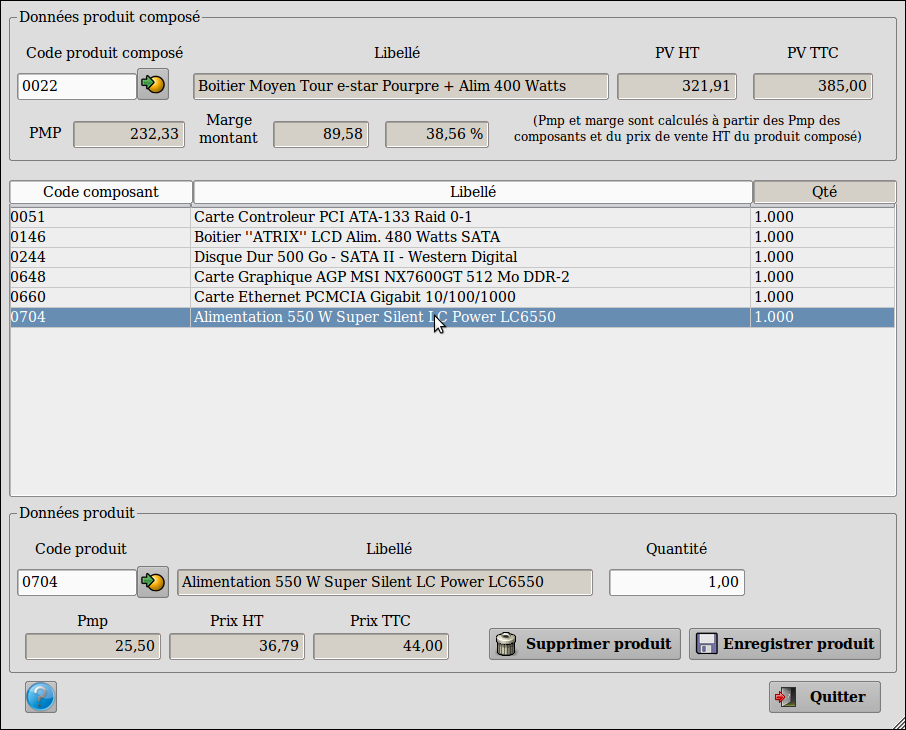 Données produit composé
Code produit composé Libellé PV HT PV TTC
0022 Boitier Moyen Tour e-star Pourpre + Alim 400 Watts 321,91 385,00
PMP 232,33 Marge montant 89,58 38,56 % (Pmp et marge sont calculés à partir des Pmp des
composants et du prix de vente HT du produit composé)
Code composant Libellé Qté
0051 Carte Controleur PCI ATA-133 Raid 0-1 1.000
0146 Boitier ''ATRIX'' LCD Alim. 480 Watts SATA 1.000
0244 Disque Dur 500 Go - SATA II - Western Digital 1.000
0648 Carte Graphique AGP MSI NX7600GT 512 Mo DDR-2 1.000
0660 Carte Ethernet PCMCIA Gigabit 10/100/1000 1.000
0704 Alimentation 550 W Super Silent LC Power LC6550 1.000
Données produit
Code produit Libellé Quantité
0704 Alimentation 550 W Super Silent LC Power LC6550 1,00
Pmp Prix HT Prix TTC
25,50 36,79 44,00 Supprimer produit Enregistrer produit
? Quitter